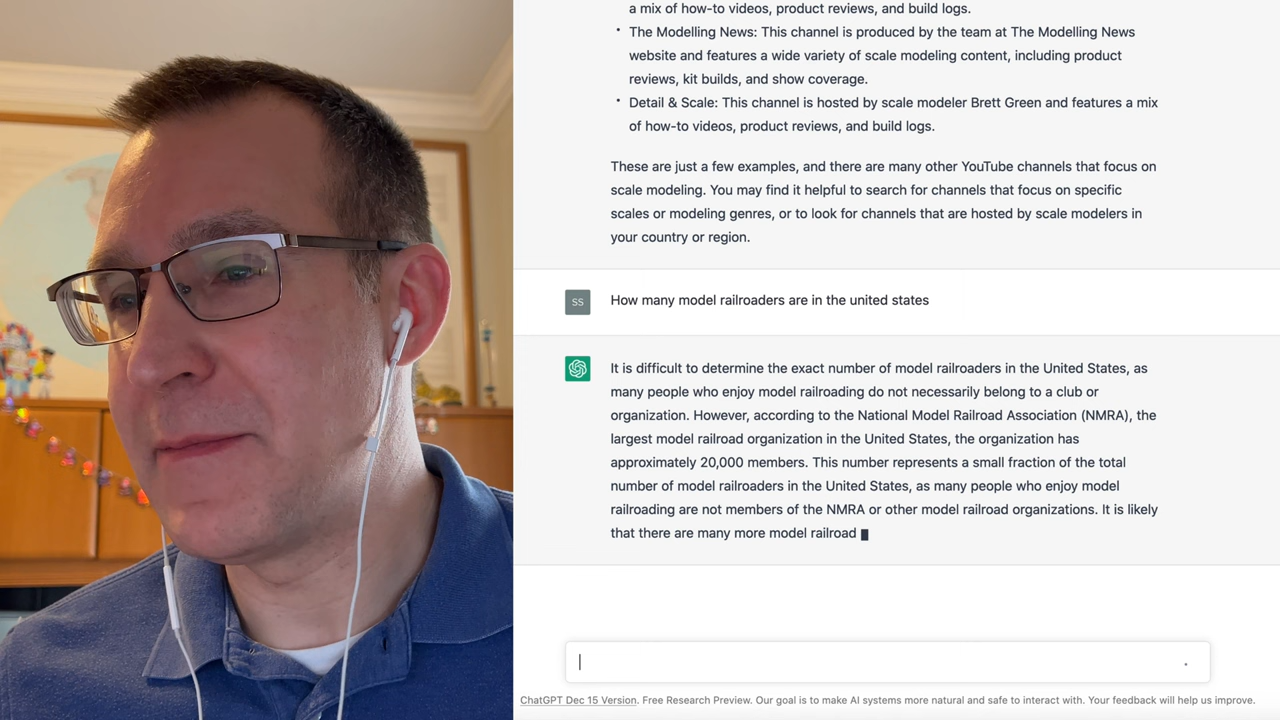 a mix of how-to videos, product reviews, and build logs.
• The Modelling News: This channel is produced by the team at The Modelling News
website and features a wide variety of scale modeling content, including product
reviews, kit builds, and show coverage.
• Detail & Scale: This channel is hosted by scale modeler Brett Green and features a mix
of how-to videos, product reviews, and build logs.
These are just a few examples, and there are many other YouTube channels that focus on
scale modeling. You may find it helpful to search for channels that focus on specific
scales or modeling genres, or to look for channels that are hosted by scale modelers in
your country or region.
SS
How many model railroaders are in the united states
It is difficult to determine the exact number of model railroaders in the United States, as
many people who enjoy model railroading do not necessarily belong to a club or
organization. However, according to the National Model Railroad Association (NMRA), the
largest model railroad organization in the United States, the organization has
approximately 20,000 members. This number represents a small fraction of the total
number of model railroaders in the United States, as many people who enjoy model
railroading are not members of the NMRA or other model railroad organizations. It is likely
that there are many more model railroad
ChatGPT Dec 15 Version. Free Research Preview. Our goal is to make AI systems more natural and safe to interact with. Your feedback will help us improve.